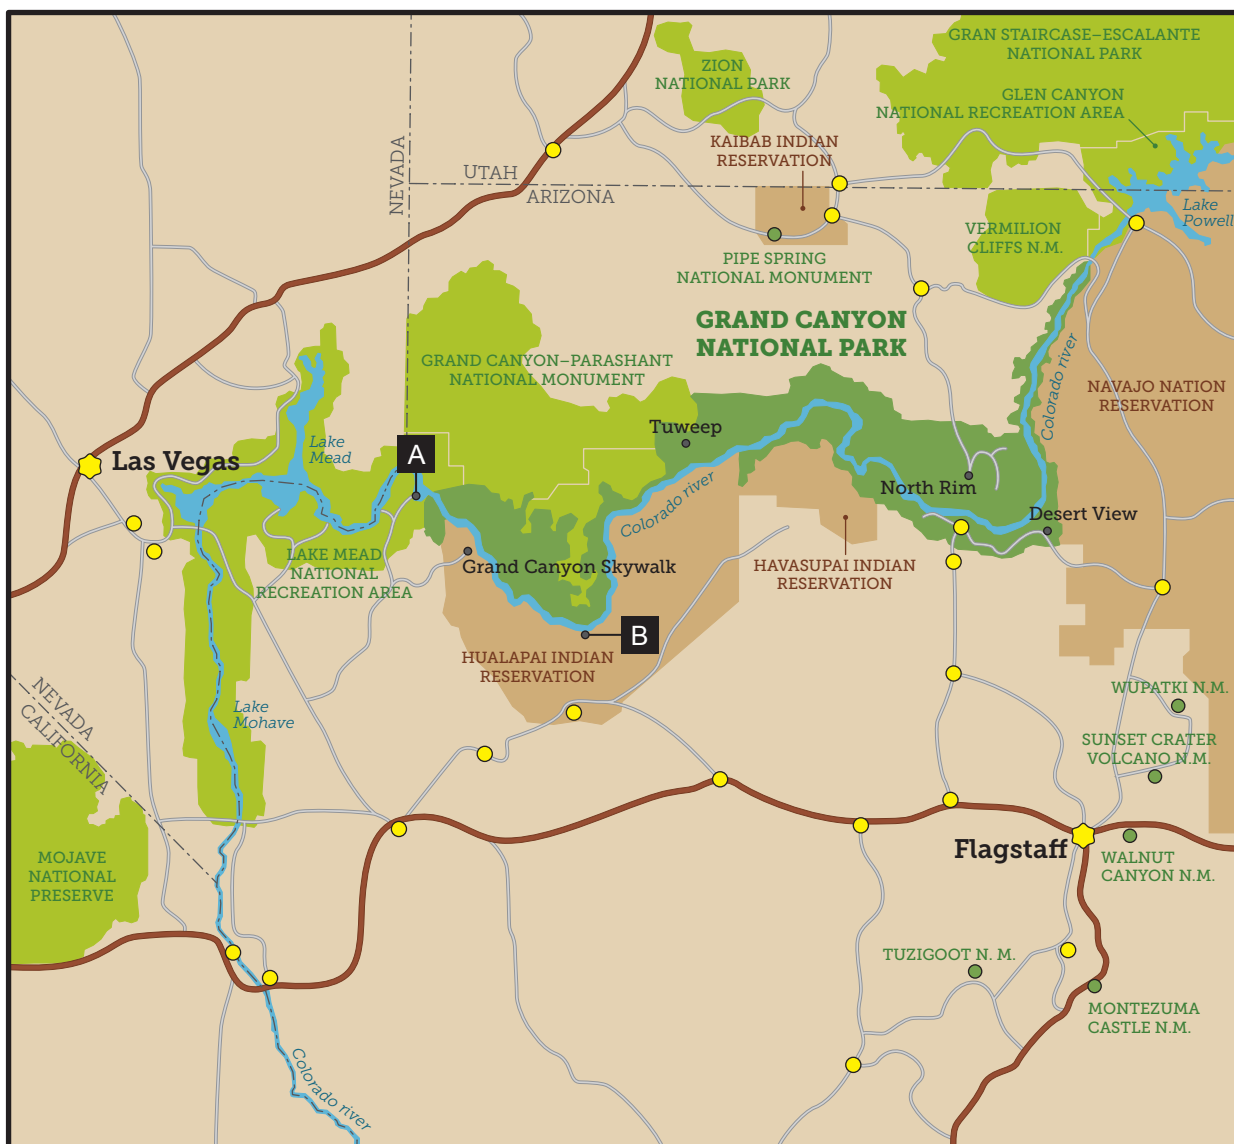 GRAN STAIRCASE–ESCALANTE
NATIONAL PARK
ZION
NATIONAL PARK
GLEN CANYON
NATIONAL RECREATION AREA
KAIBAB INDIAN
RESERVATION
NEVADA
UTAH
ARIZONA
Lake
Powell
VERMILION
CLIFFS N.M.
PIPE SPRING
NATIONAL MONUMENT
GRAND CANYON
NATIONAL PARK
GRAND CANYON–PARASHANT
NATIONAL MONUMENT
Colorado river
NAVAJO NATION
RESERVATION
Tuweep
Lake
Mead
Las Vegas
A
North Rim
Colorado river
Desert View
LAKE MEAD
NATIONAL
RECREATION AREA
Grand Canyon Skywalk
HAVASUPAI INDIAN
RESERVATION
B
HUALAPAI INDIAN
RESERVATION
NEVADA
CALIFORNIA
Lake
Mohave
WUPATKI N.M.
SUNSET CRATER
VOLCANO N.M.
Flagstaff
WALNUT
CANYON N.M.
MOJAVE
NATIONAL
PRESERVE
TUZIGOOT N. M.
MONTEZUMA
CASTLE N.M.
Colorado river